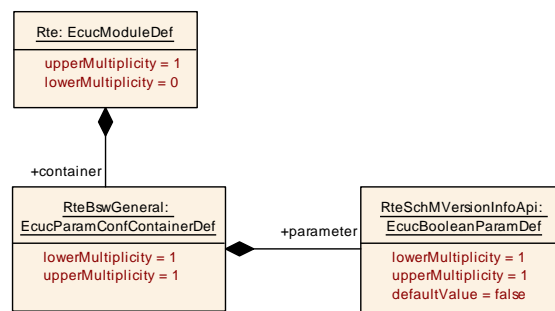 Rte: EcucModuleDef
upperMultiplicity = 1
lowerMultiplicity = 0
+container
RteBswGeneral:
EcucParamConfContainerDef
lowerMultiplicity = 1
upperMultiplicity = 1
+parameter
RteSchMVersionInfoApi:
EcucBooleanParamDef
lowerMultiplicity = 1
upperMultiplicity = 1
defaultValue = false